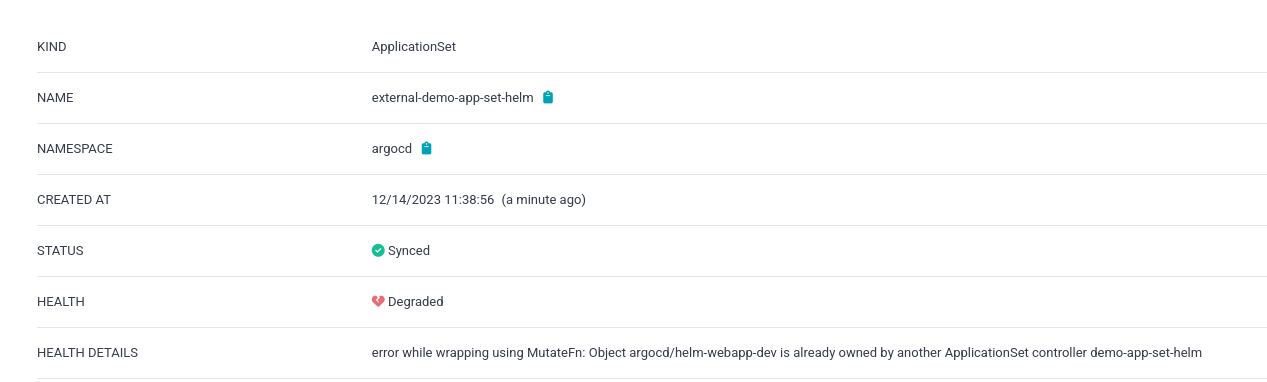 KIND ApplicationSet
NAME external-demo-app-set-helm
NAMESPACE argocd
CREATED AT 12/14/2023 11:38:56 (a minute ago)
STATUS Synced
HEALTH Degraded
HEALTH DETAILS error while wrapping using MutateFn: Object argocd/helm-webapp-dev is already owned by another ApplicationSet controller demo-app-set-helm